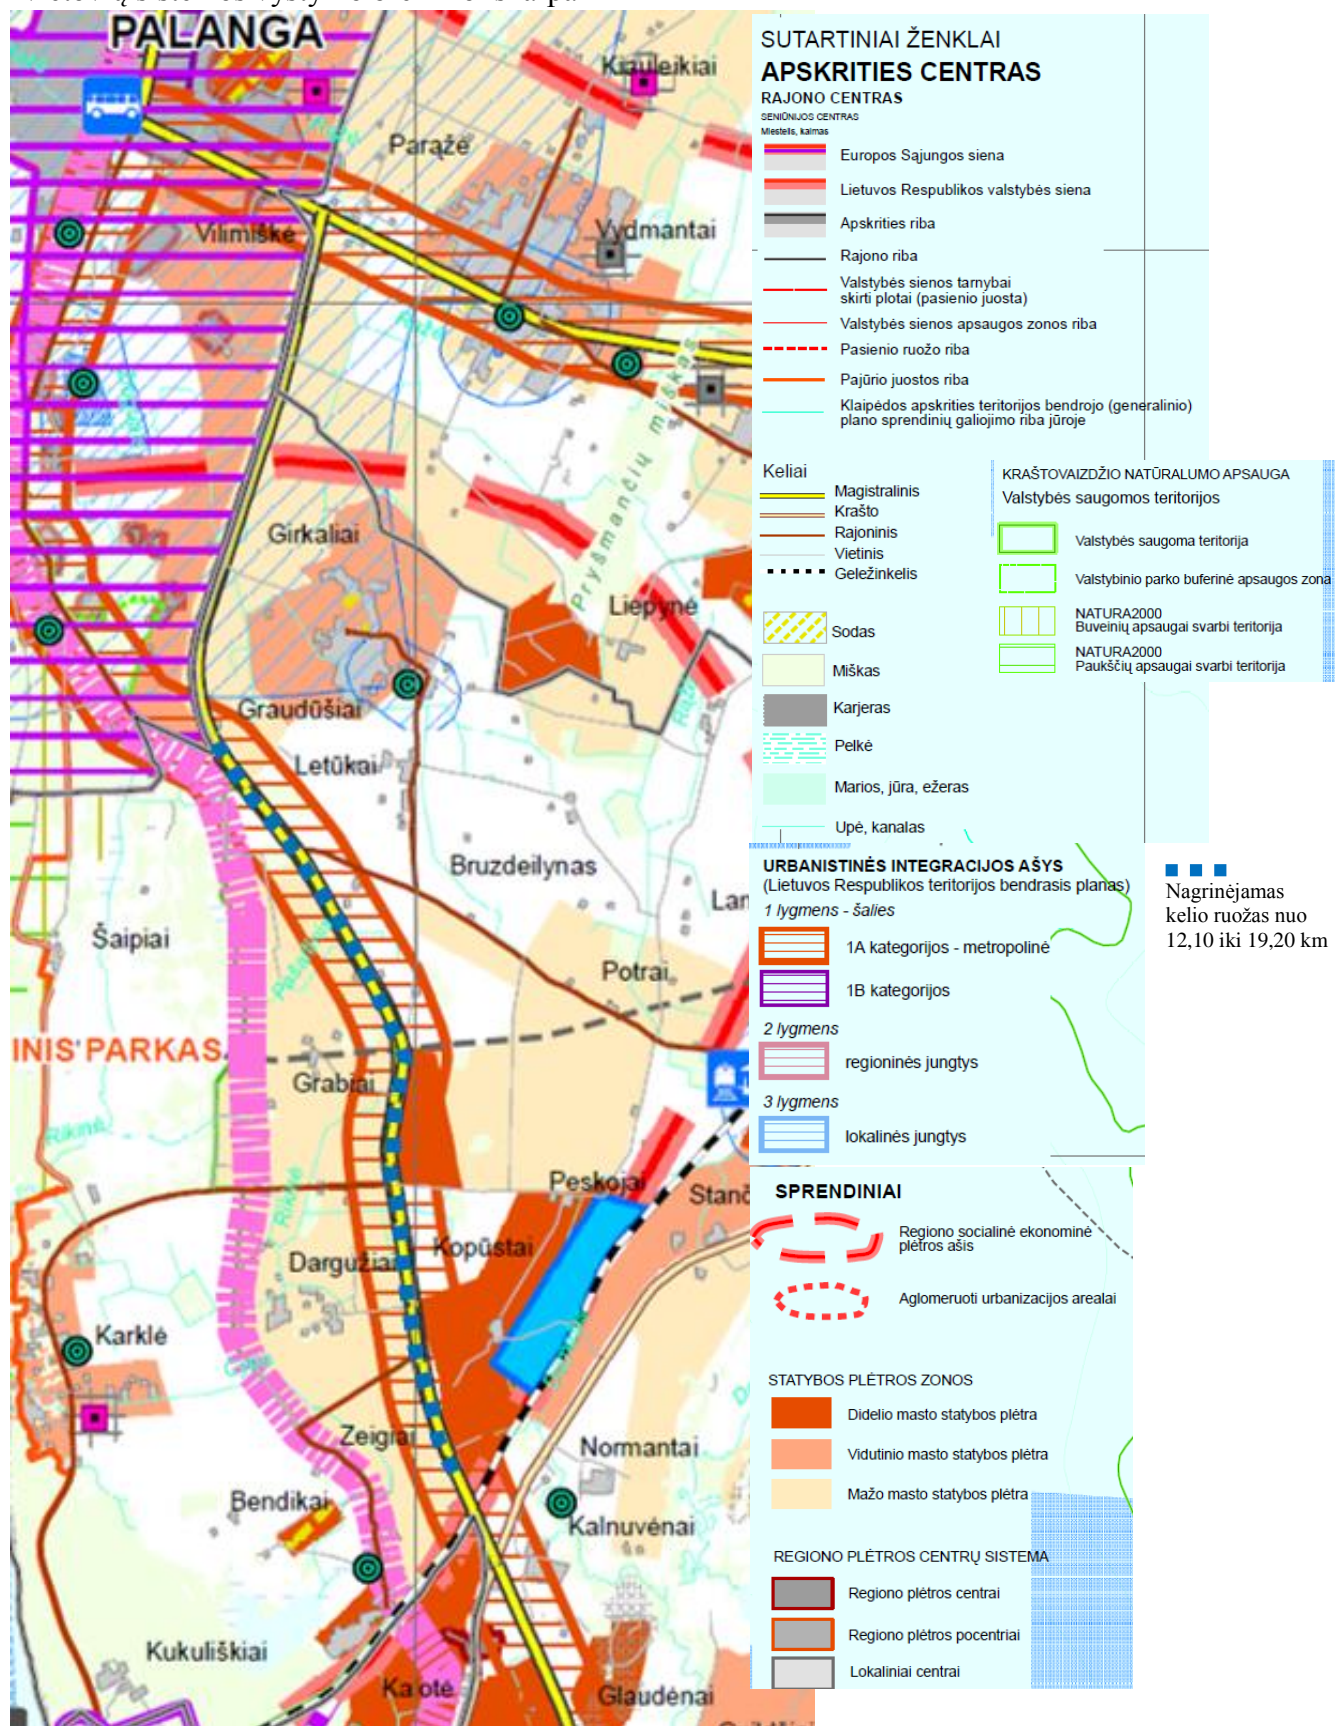 PALANGA
Kiauleikiai
Paražė
Vydmantai
Vilimiškė
Pryšmančių miškas
Girkaliai
Liepynė
Graudūšiai
Letūkai
Bruzdeilynas
Šaipiai
Potrai
INIS PARKAS
Grabiai
Rikinė
Rikinė
Peskojai
Kopūstai
Dargužiai
Karklė
Zeigiai
Normantai
Bendikai
Kalnuvėnai
Kukuliškiai
Glaudėnai
SUTARTINIAI ŽENKLAI
APSKRITIES CENTRAS
RAJONO CENTRAS
SENIŪNIJOS CENTRAS
Miestelis, kaimas
Europos Sąjungos siena
Lietuvos Respublikos valstybės siena
Apskrities riba
Rajono riba
Valstybės sienos tarnybai
skirti plotai (pasienio juosta)
Valstybės sienos apsaugos zonos riba
Pasienio ruožo riba
Pajūrio juostos riba
Klaipėdos apskrities teritorijos bendrojo (generalinio)
plano sprendinių galiojimo riba jūroje
Keliai
Magistralinis
Krašto
Rajoninis
Vietinis
Geležinkelis
Sodas
Miškas
Karjeras
Pelkė
Marios, jūra, ežeras
Upė, kanalas
KRAŠTOVAIZDŽIO NATŪRALUMO APSAUGA
Valstybės saugomos teritorijos
Valstybės saugoma teritorija
Valstybinio parko buferinė apsaugos zona
NATURA2000
Buveinių apsaugai svarbi teritorija
NATURA2000
Paukščių apsaugai svarbi teritorija
URBANISTINĖS INTEGRACIJOS AŠYS
(Lietuvos Respublikos teritorijos bendrasis planas)
1 lygmens - šalies
1A kategorijos - metropolinė
1B kategorijos
2 lygmens
regioninės jungtys
3 lygmens
lokalinės jungtys
Nagrinėjamas
kelio ruožas nuo
12,10 iki 19,20 km
SPRENDINIAI
Regiono socialinė ekonominė
plėtros ašis
Aglomeruoti urbanizacijos arealai
STATYBOS PLĖTROS ZONOS
Didelio masto statybos plėtra
Vidutinio masto statybos plėtra
Mažo masto statybos plėtra
REGIONO PLĖTROS CENTRŲ SISTEMA
Regiono plėtros centrai
Regiono plėtros pocentriai
Lokaliniai centrai